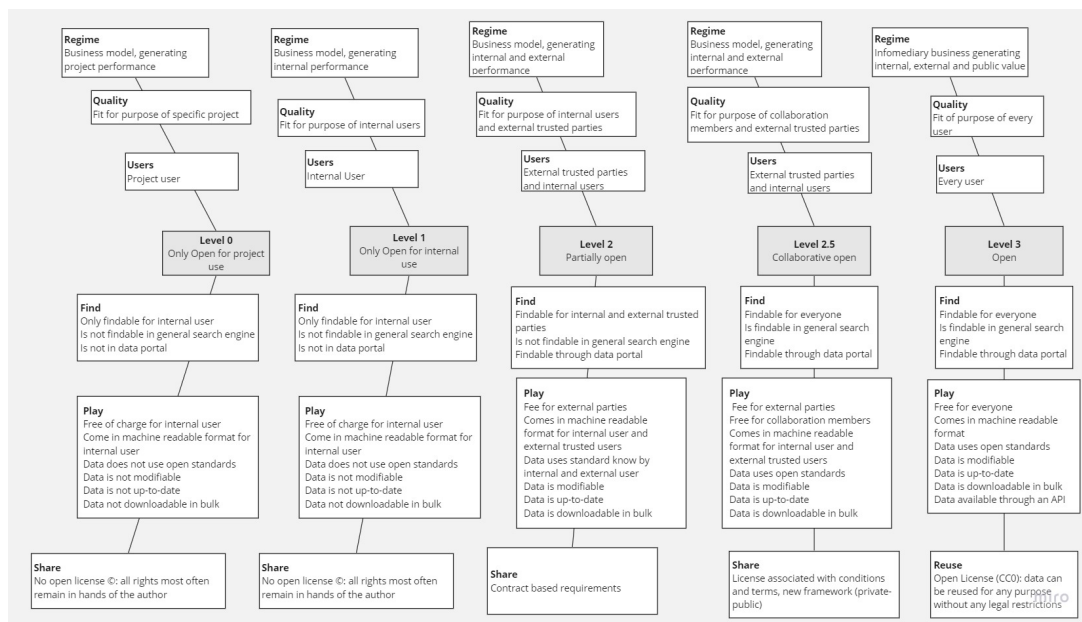 Regime
Business model, generating
project performance
Quality
Fit for purpose of specific project
Users
Project user
Level 0
Only Open for project
use
Find
Only findable for internal user
Is not findable in general search engine
Is not in data portal
Play
Free of charge for internal user
Come in machine readable format for
internal user
Data does not use open standards
Data is not modifiable
Data is not up-to-date
Data not downloadable in bulk
Share
No open license ©: all rights most often
remain in hands of the author
Regime
Business model, generating
internal performance
Quality
Fit for purpose of internal users
Users
Internal User
Level 1
Only Open for internal
use
Find
Only findable for internal user
Is not findable in general search engine
Is not in data portal
Play
Free of charge for internal user
Come in machine readable format for
internal user
Data does not use open standards
Data is not modifiable
Data is not up-to-date
Data not downloadable in bulk
Share
No open license ©: all rights most often
remain in hands of the author
Regime
Business model, generating
internal and external
performance
Quality
Fit for purpose of internal users
and external trusted parties
Users
External trusted parties
and internal users
Level 2
Partially open
Find
Findable for internal and external trusted
parties
Is not findable in general search engine
Findable through data portal
Play
Fee for external parties
Comes in machine readable
format for internal user and
external trusted users
Data uses standard know by
internal and external user
Data is modifiable
Data is up-to-date
Data is downloadable in bulk
Share
Contract based requirements
Regime
Business model, generating
internal and external
performance
Quality
Fit for purpose of collaboration
members and external trusted parties
Users
External trusted parties
and internal users
Level 2.5
Collaborative open
Find
Findable for everyone
Is findable in general search
engine
Findable through data portal
Play
Fee for external parties
Free for collaboration members
Comes in machine readable
format for internal user and
external trusted users
Data uses open standards
Data is modifiable
Data is up-to-date
Data is downloadable in bulk
Share
License associated with conditions
and terms, new framework (private-
public)
Regime
Infomediary business generating
internal, external and public value
Quality
Fit of purpose of every
user
Users
Every user
Level 3
Open
Find
Findable for everyone
Is findable in general search
engine
Findable through data portal
Play
Free for everyone
Comes in machine readable
format
Data uses open standards
Data is modifiable
Data is up-to-date
Data is downloadable in bulk
Data available through an API
Reuse
Open License (CC0): data can
be reused for any purpose
without any legal restrictions
miro